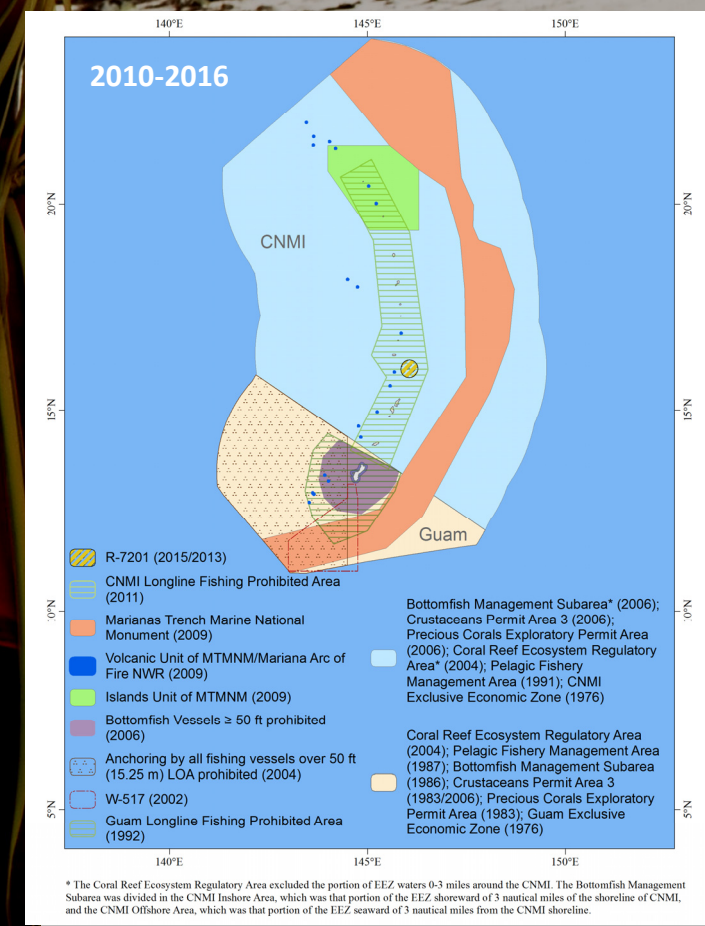 140°E 145°E 150°E
2010-2016
20°N 20°N
CNMI
15°N 15°N
Guam
R-7201 (2015/2013)
CNMI Longline Fishing Prohibited Area
(2011)
Marianas Trench Marine National
Monument (2009)
Volcanic Unit of MTMNM/Mariana Arc of
Fire NWR (2009)
Islands Unit of MTMNM (2009)
Bottomfish Vessels ≥ 50 ft prohibited
(2006)
Anchoring by all fishing vessels over 50 ft
(15.25 m) LOA prohibited (2004)
W-517 (2002)
Guam Longline Fishing Prohibited Area
(1992)
0°N
Bottomfish Management Subarea* (2006);
Crustaceans Permit Area 3 (2006);
Precious Corals Exploratory Permit Area
(2006); Coral Reef Ecosystem Regulatory
Area* (2004); Pelagic Fishery
Management Area (1991); CNMI
Exclusive Economic Zone (1976)
Coral Reef Ecosystem Regulatory Area
(2004); Pelagic Fishery Management Area
(1987); Bottomfish Management Subarea
(1986); Crustaceans Permit Area 3
(1983/2006); Precious Corals Exploratory
Permit Area (1983); Guam Exclusive
Economic Zone (1976)
5°N 5°N
140°E 145°E 150°E
* The Coral Reef Ecosystem Regulatory Area excluded the portion of EEZ waters 0-3 miles around the CNMI. The Bottomfish Management
Subarea was divided in the CNMI Inshore Area, which was that portion of the EEZ shoreward of 3 nautical miles of the shoreline of CNMI,
and the CNMI Offshore Area, which was that portion of the EEZ seaward of 3 nautical miles from the CNMI shoreline.